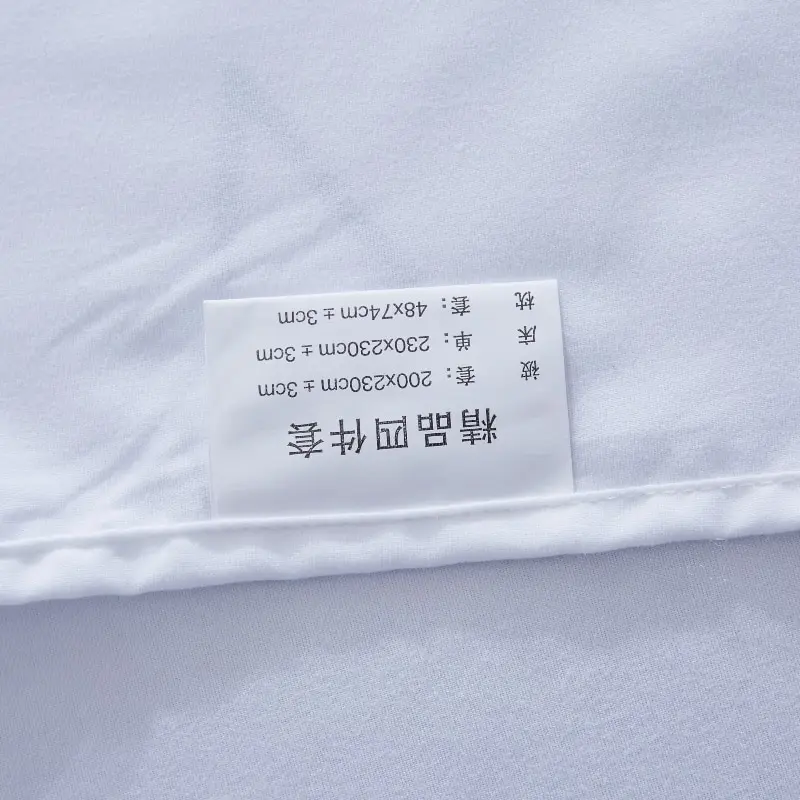 精品四件套
被 套：200x230cm ± 3cm
床 单：230x230cm ± 3cm
枕 套：48x74cm ± 3cm